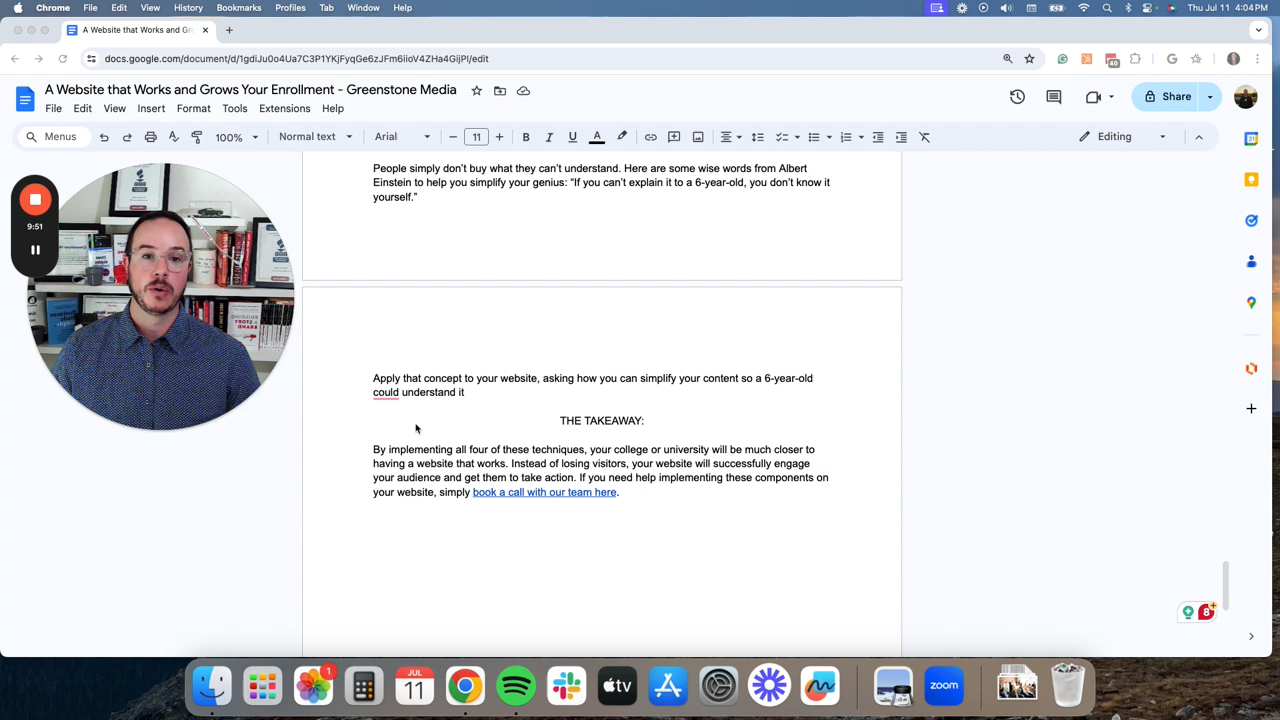 Chrome File Edit View History Bookmarks Profiles Tab Window Help Thu Jul 11 4:04 PM
A Website that Works and Gr
docs.google.com/document/d/1gdiJu0o4Ua7C3P1YKjFyqGe6zJFm6iioV4ZHa4GijPI/edit
40
A Website that Works and Grows Your Enrollment - Greenstone Media
File Edit View Insert Format Tools Extensions Help
Share
Menus 100% Normal text Arial 11 B I U A Editing
People simply don't buy what they can't understand. Here are some wise words from Albert
Einstein to help you simplify your genius: “If you can't explain it to a 6-year-old, you don't know it
yourself.”
9:51
Apply that concept to your website, asking how you can simplify your content so a 6-year-old
could understand it
THE TAKEAWAY:
By implementing all four of these techniques, your college or university will be much closer to
having a website that works. Instead of losing visitors, your website will successfully engage
your audience and get them to take action. If you need help implementing these components on
your website, simply book a call with our team here.
8
1
JUL
11
tv
zoom